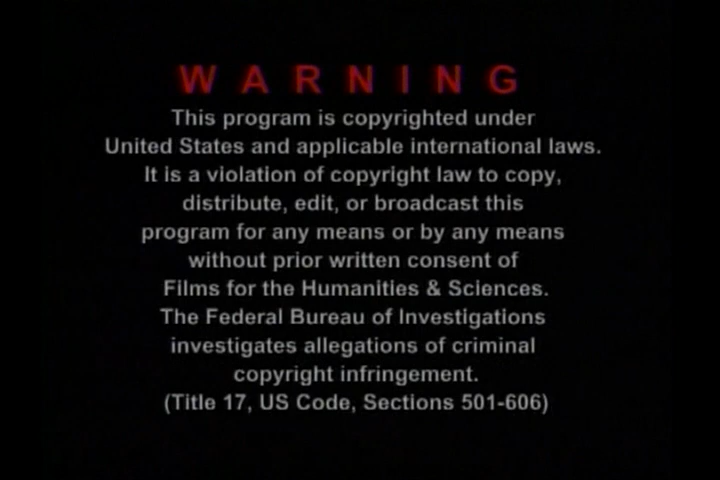 WARNING
This program is copyrighted under
United States and applicable international laws.
It is a violation of copyright law to copy,
distribute, edit, or broadcast this
program for any means or by any means
without prior written consent of
Films for the Humanities & Sciences.
The Federal Bureau of Investigations
investigates allegations of criminal
copyright infringement.
(Title 17, US Code, Sections 501-606)